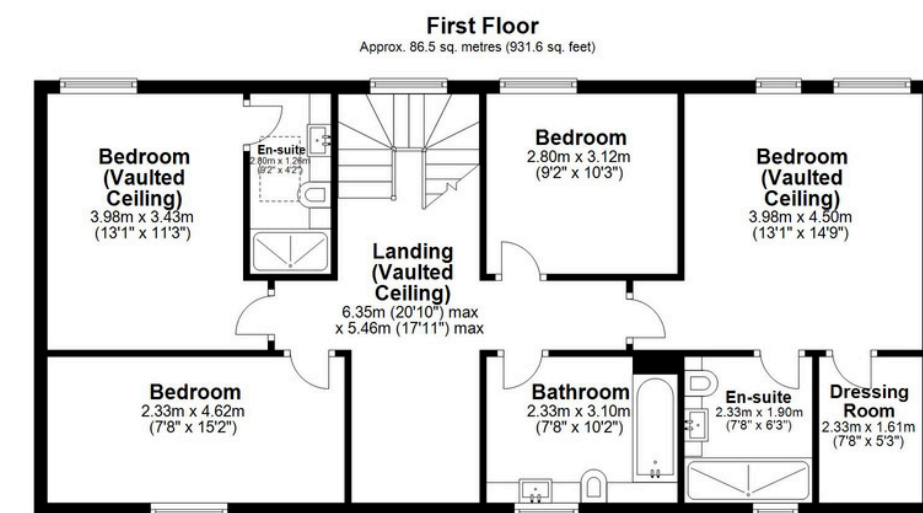 First Floor
Approx. 86.5 sq. metres (931.6 sq. feet)
Bedroom
(Vaulted
Ceiling)
3.98m x 3.43m
(13'1" x 11'3")
En-suite
2.80m x 1.26m
(9'2" x 4'2")
Landing
(Vaulted
Ceiling)
6.35m (20'10") max
x 5.46m (17'11") max
Bedroom
2.80m x 3.12m
(9'2" x 10'3")
Bedroom
(Vaulted
Ceiling)
3.98m x 4.50m
(13'1" x 14'9")
Bedroom
2.33m x 4.62m
(7'8" x 15'2")
Bathroom
2.33m x 3.10m
(7'8" x 10'2")
En-suite
2.33m x 1.90m
(7'8" x 6'3")
Dressing
Room
2.33m x 1.61m
(7'8" x 5'3")